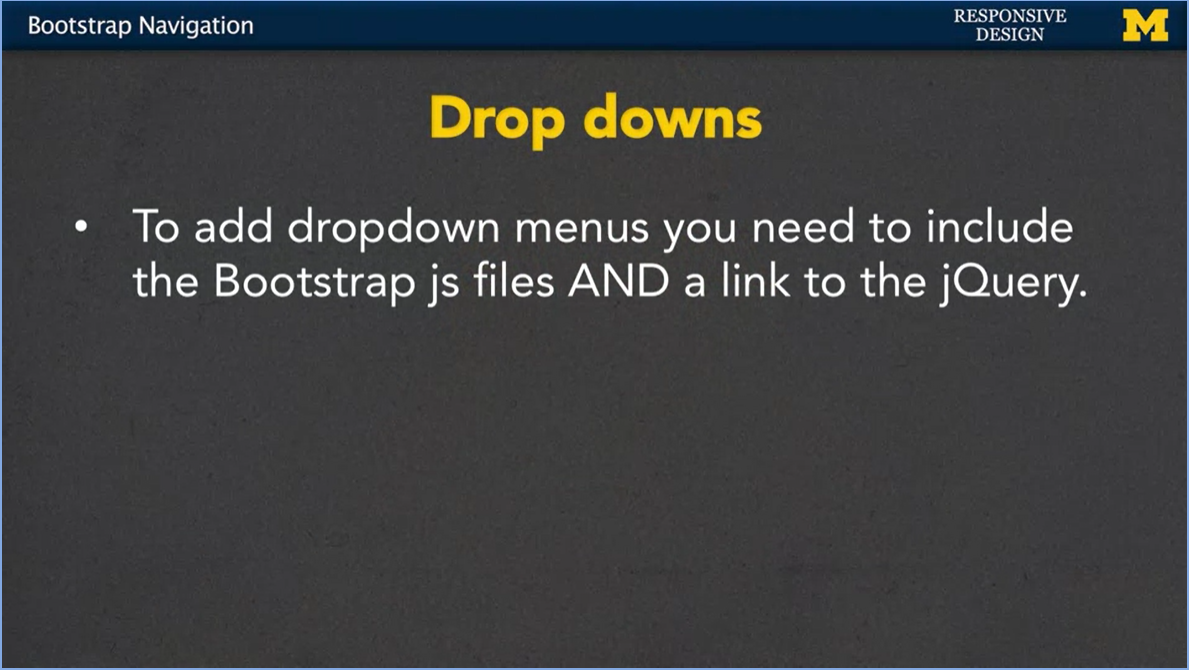 Bootstrap Navigation
RESPONSIVE
DESIGN
M
Drop downs
• To add dropdown menus you need to include
the Bootstrap js files AND a link to the jQuery.